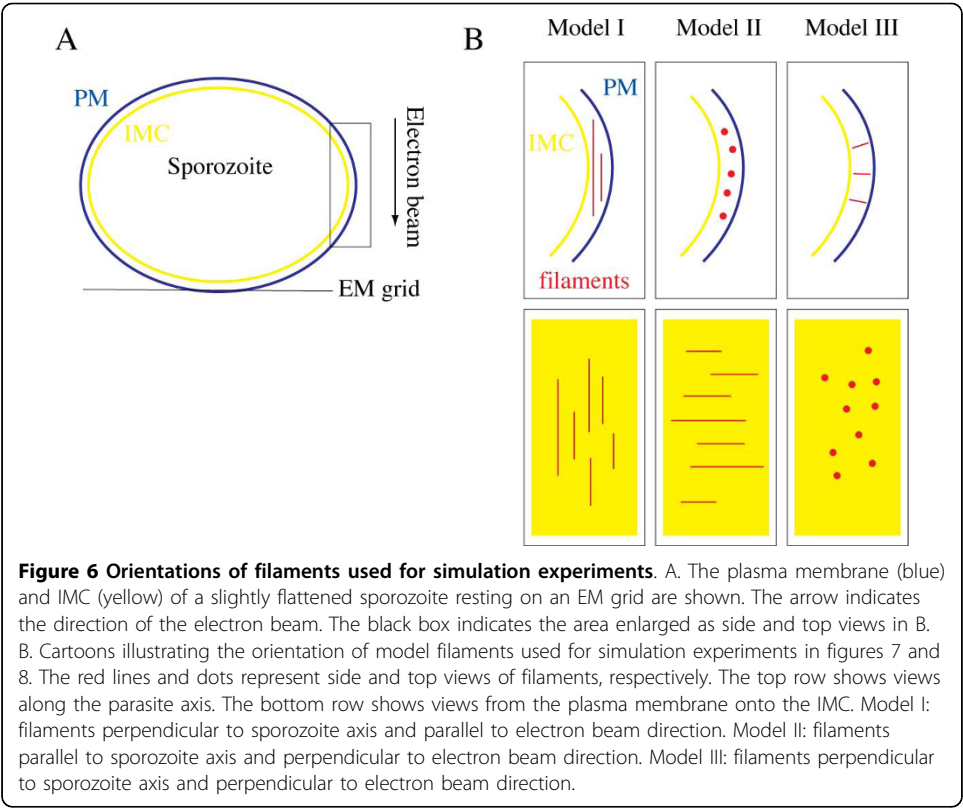 A
PM
IMC
Sporozoite
Electron beam
EM grid
B
Model I
Model II
Model III
PM
IMC
filaments
Figure 6 Orientations of filaments used for simulation experiments. A. The plasma membrane (blue)
and IMC (yellow) of a slightly flattened sporozoite resting on an EM grid are shown. The arrow indicates
the direction of the electron beam. The black box indicates the area enlarged as side and top views in B.
B. Cartoons illustrating the orientation of model filaments used for simulation experiments in figures 7 and
8. The red lines and dots represent side and top views of filaments, respectively. The top row shows views
along the parasite axis. The bottom row shows views from the plasma membrane onto the IMC. Model I:
filaments perpendicular to sporozoite axis and parallel to electron beam direction. Model II: filaments
parallel to sporozoite axis and perpendicular to electron beam direction. Model III: filaments perpendicular
to sporozoite axis and perpendicular to electron beam direction.